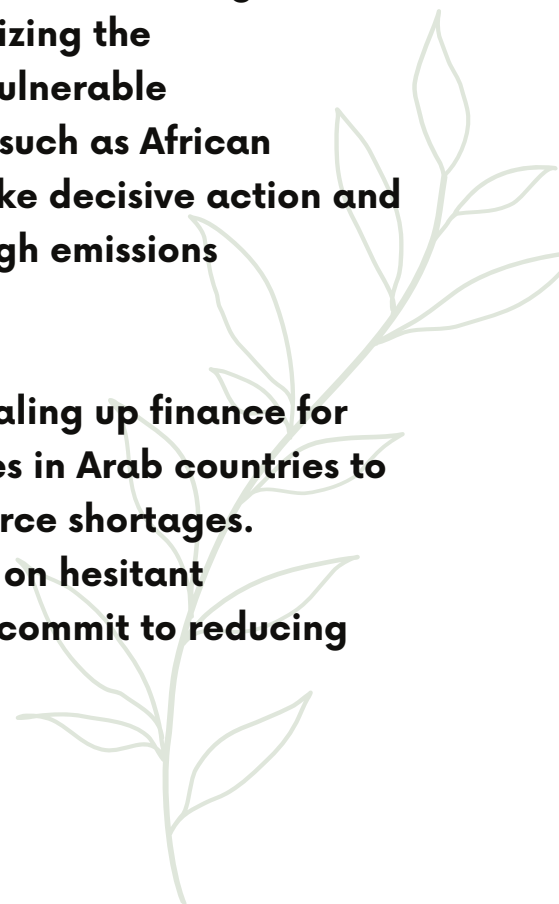 izing the
ulnerable
such as African
ke decisive action and
gh emissions
aling up finance for
es in Arab countries to
rce shortages.
on hesitant
commit to reducing